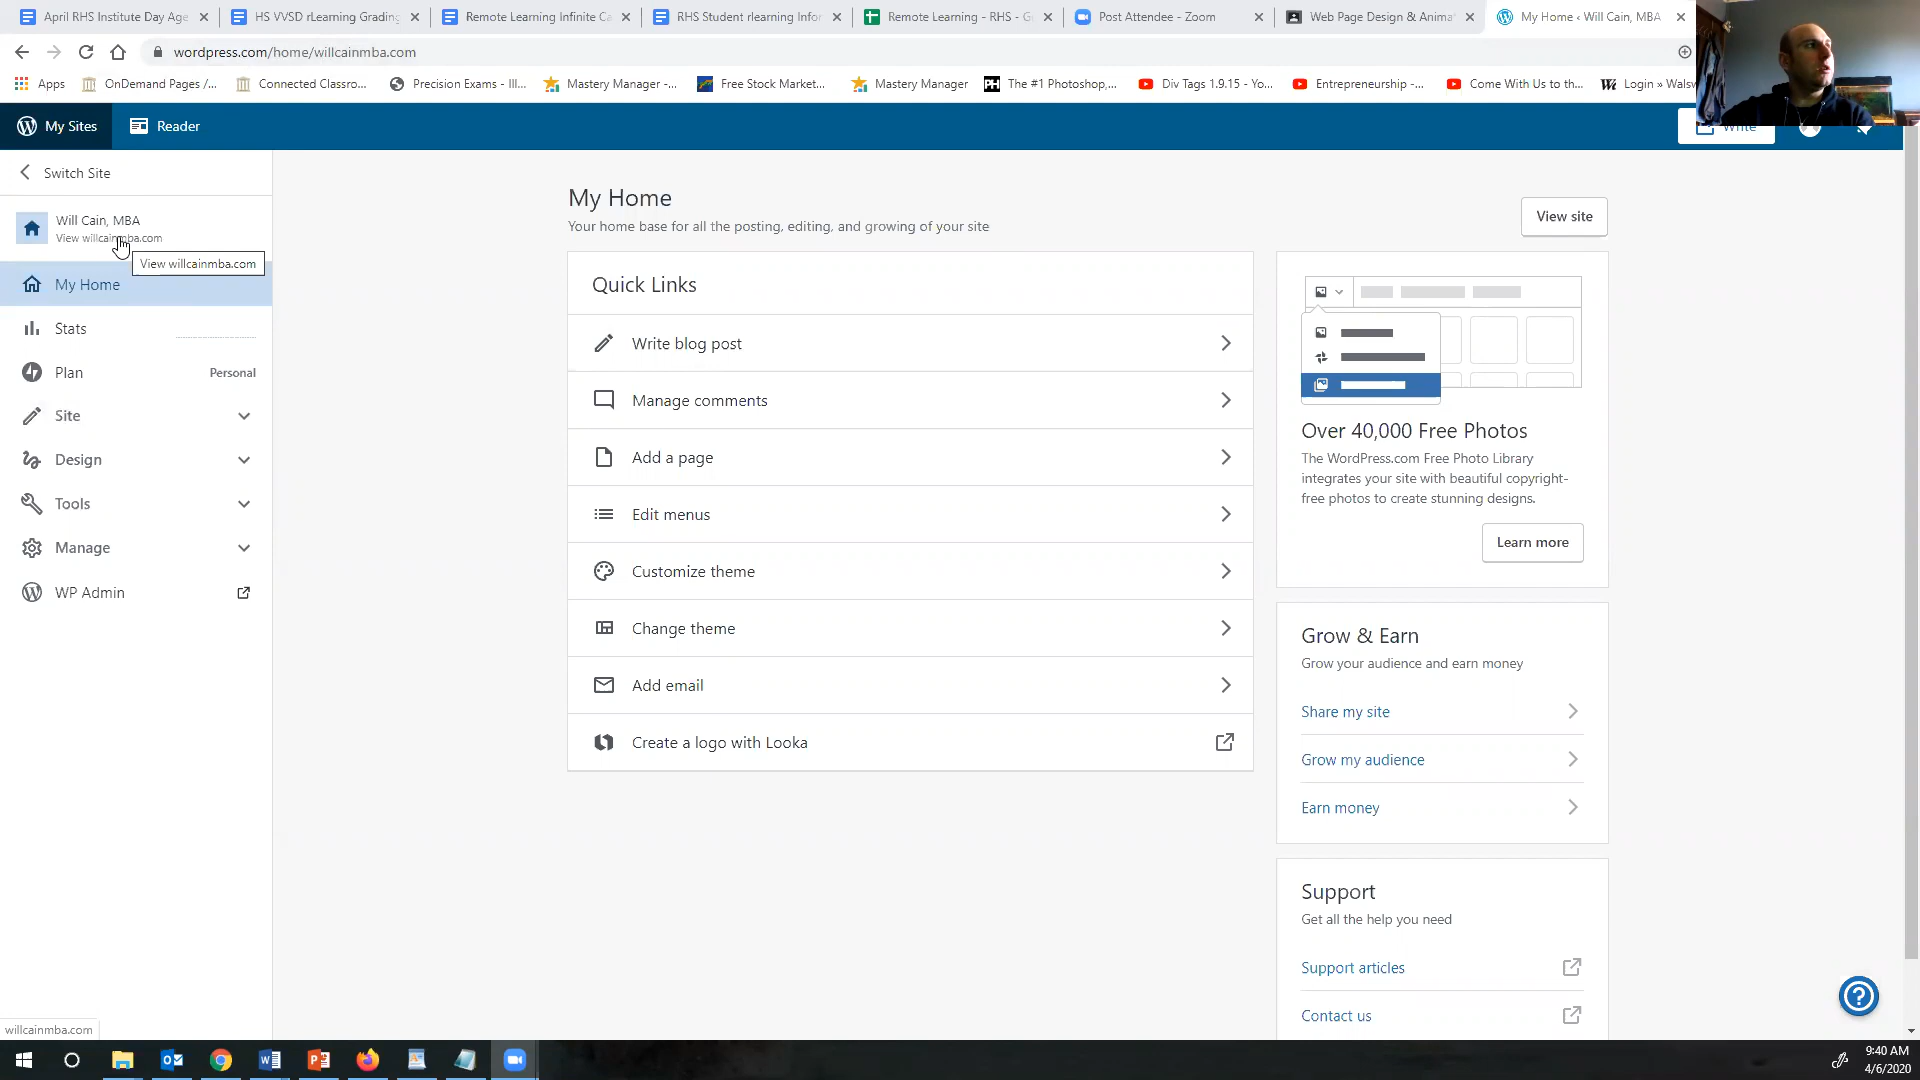 April RHS Institute Day Age
HS VVSD rLearning Grading
Remote Learning Infinite Ca
RHS Student rlearning Infor
Remote Learning - RHS - G
Post Attendee - Zoom
Web Page Design & Anima
My Home ‹ Will Cain, MBA
wordpress.com/home/willcainmba.com
Apps
OnDemand Pages /...
Connected Classro...
Precision Exams - Ill...
Mastery Manager -...
Free Stock Market...
Mastery Manager
The #1 Photoshop,...
Div Tags 1.9.15 - Yo...
Entrepreneurship -...
Come With Us to th...
Login » Walsw
My Sites
Reader
Write
Switch Site
Will Cain, MBA
View willcainmba.com
View willcainmba.com
My Home
Stats
Plan
Personal
Site
Design
Tools
Manage
WP Admin
My Home
Your home base for all the posting, editing, and growing of your site
View site
Quick Links
Write blog post
Manage comments
Add a page
Edit menus
Customize theme
Change theme
Add email
Create a logo with Looka
Over 40,000 Free Photos
The WordPress.com Free Photo Library
integrates your site with beautiful copyright-
free photos to create stunning designs.
Learn more
Grow & Earn
Grow your audience and earn money
Share my site
Grow my audience
Earn money
Support
Get all the help you need
Support articles
Contact us
willcainmba.com
9:40 AM
4/6/2020